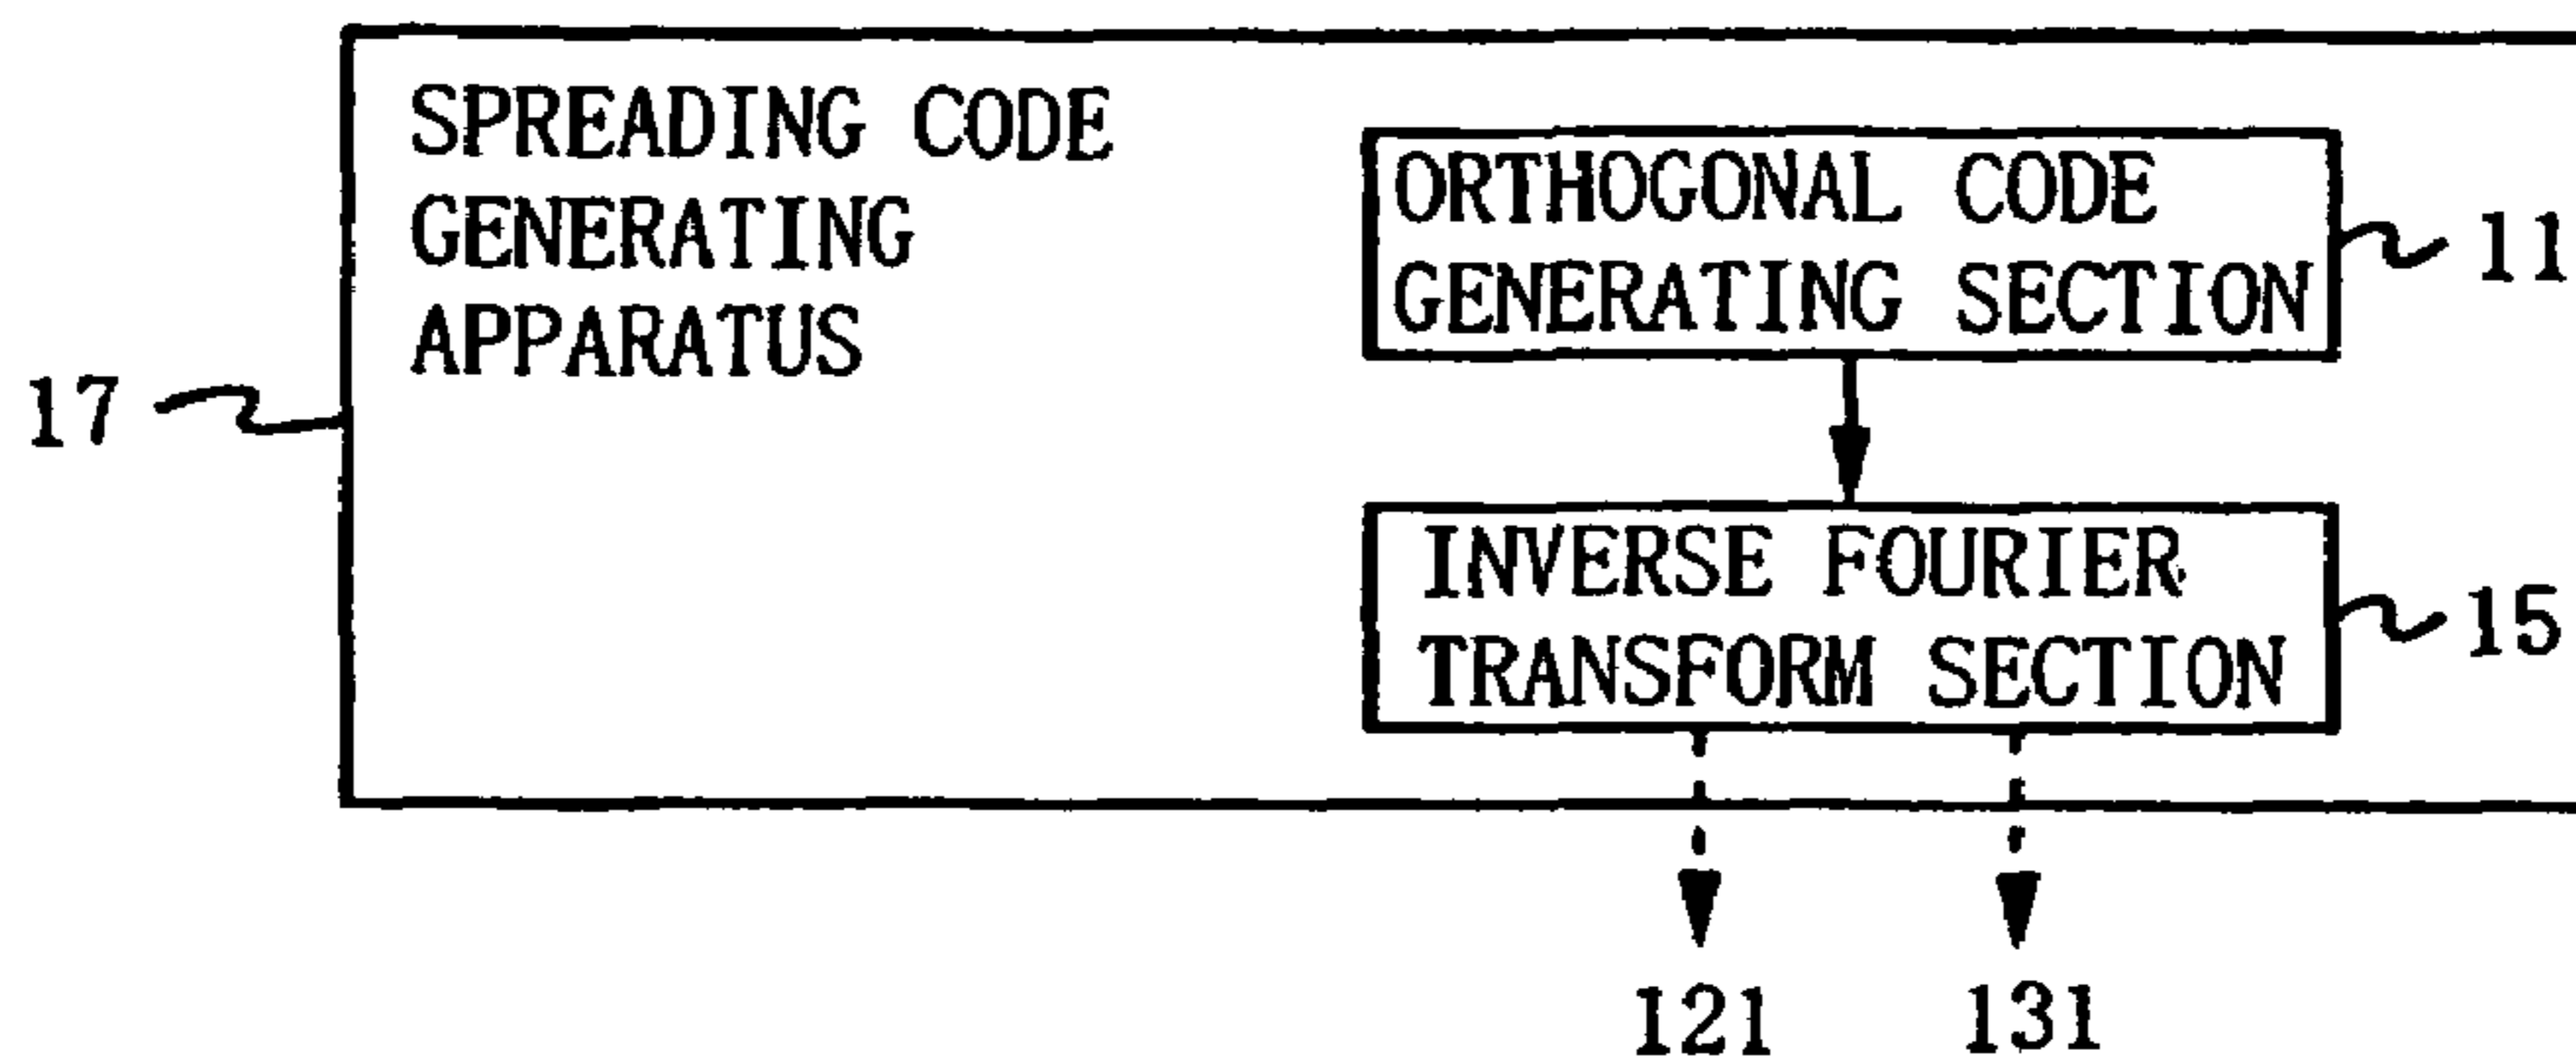 SPREADING CODE
GENERATING
APPARATUS
ORTHOGONAL CODE
GENERATING SECTION
11
17
INVERSE FOURIER
TRANSFORM SECTION
15
121
131